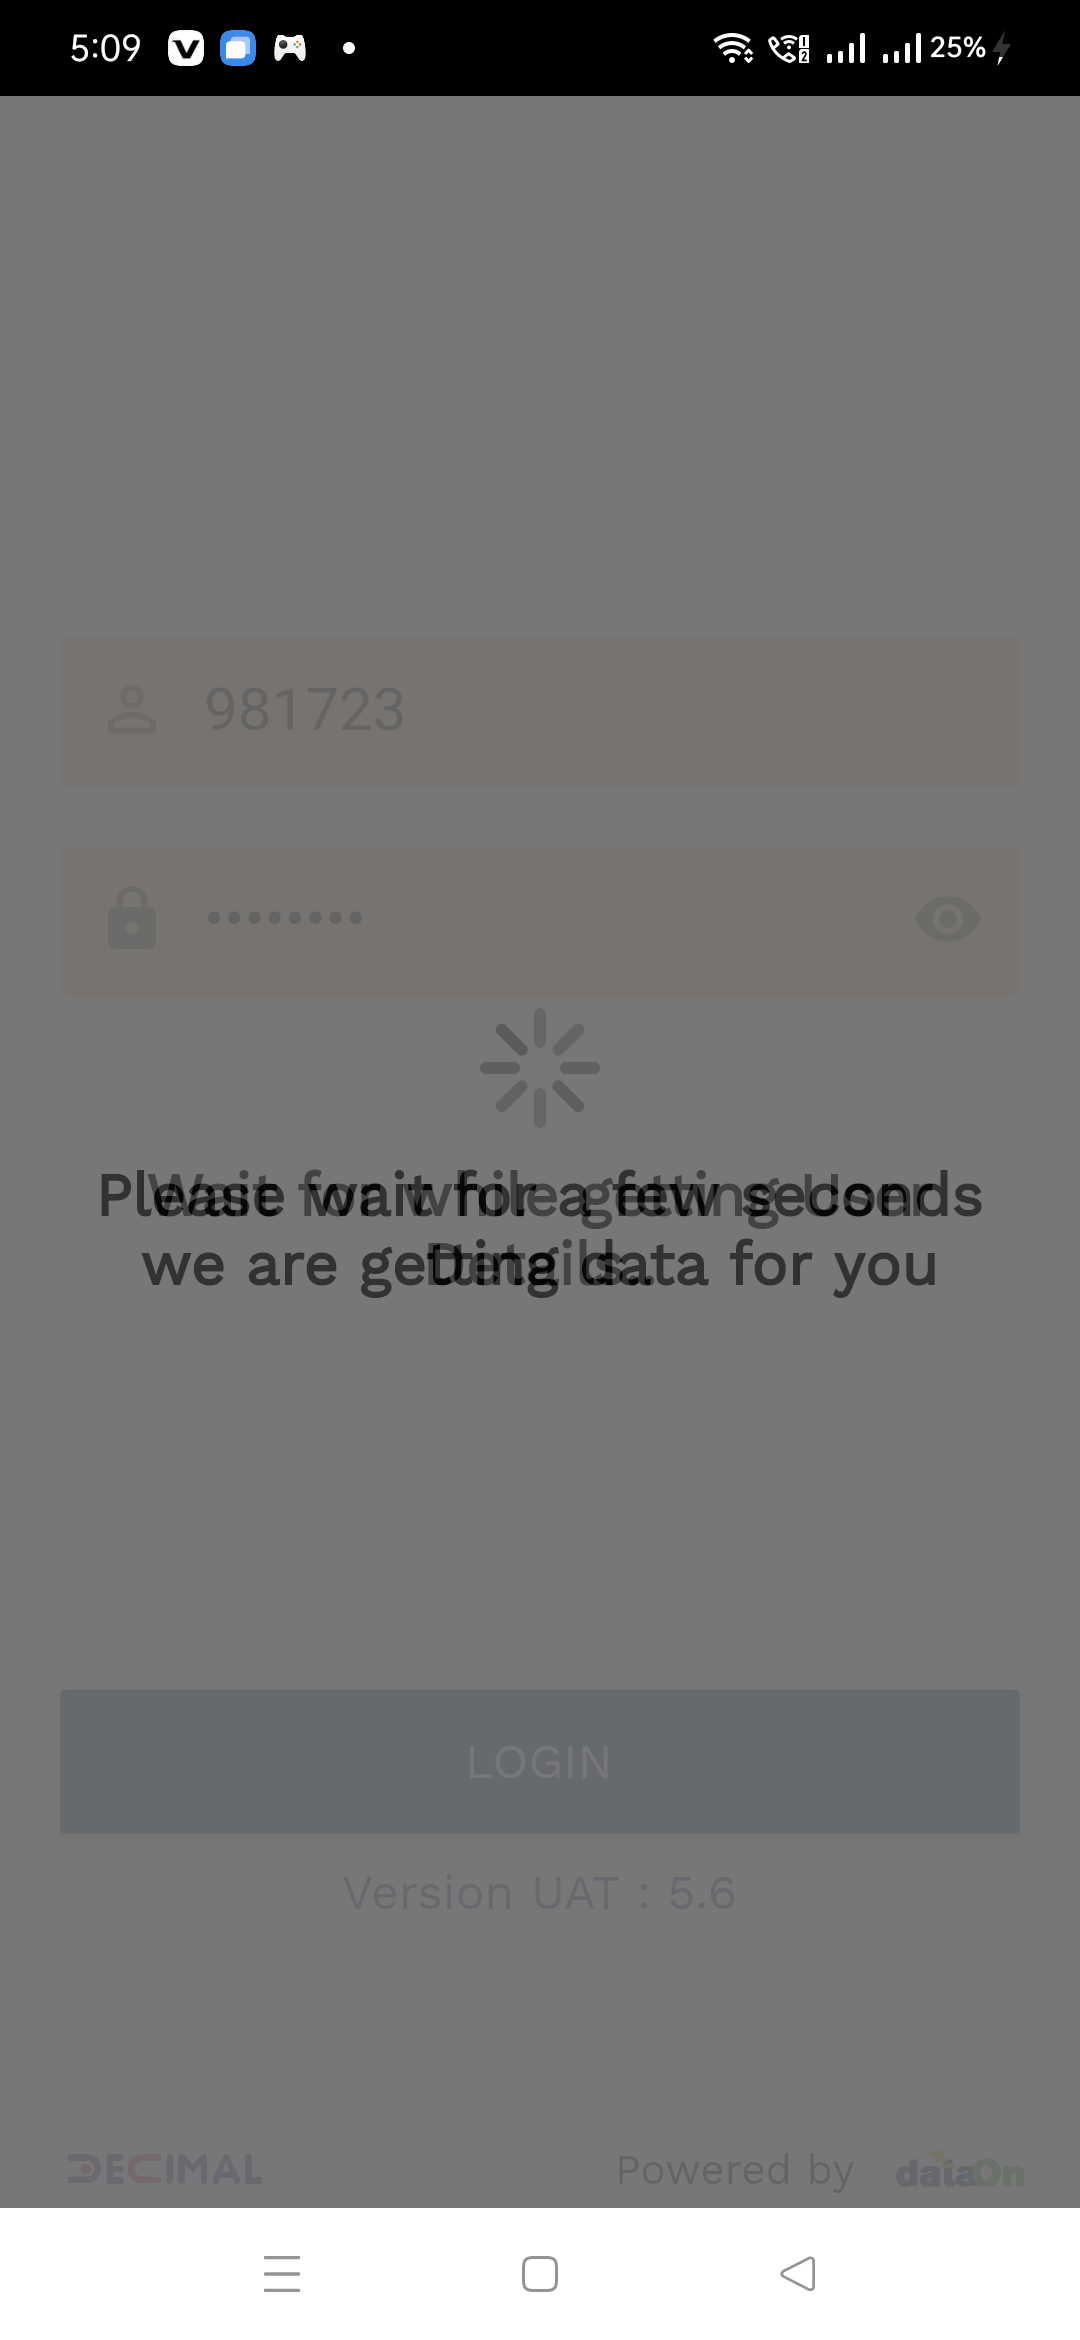 5:09
25%
981723
Please wait for a few seconds
Wait for while getting User
we are getting data for you
Details..
LOGIN
Version UAT : 5.6
DECIMAL
Powered by dataOn